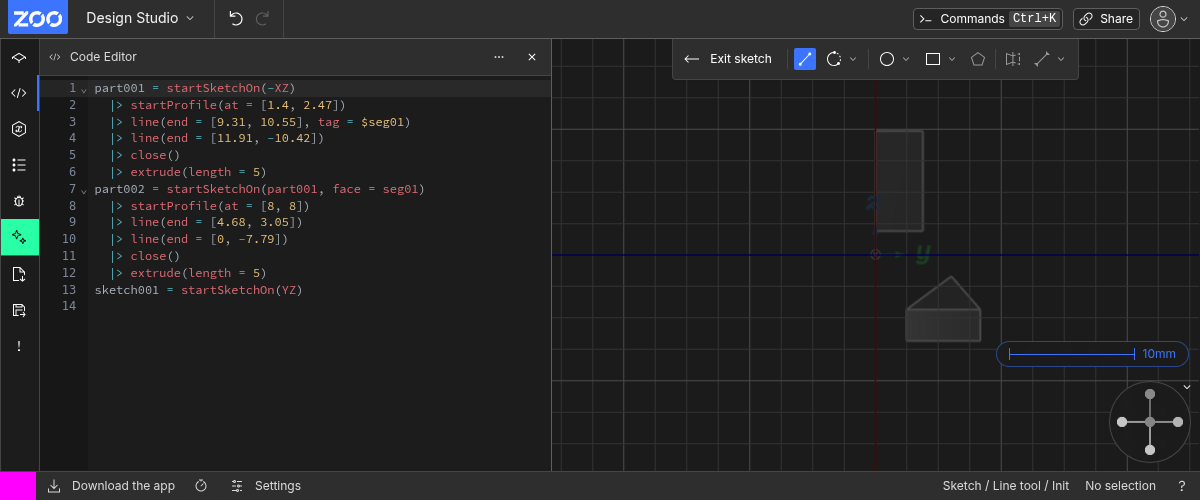 ZOO Design Studio Commands Ctrl+K Share
Code Editor
Exit sketch
1 part001 = startSketchOn(-XZ)
2 |> startProfile(at = [1.4, 2.47])
3 |> line(end = [9.31, 10.55], tag = $seg01)
4 |> line(end = [11.91, -10.42])
5 |> close()
6 |> extrude(length = 5)
7 part002 = startSketchOn(part001, face = seg01)
8 |> startProfile(at = [8, 8])
9 |> line(end = [4.68, 3.05])
10 |> line(end = [0, -7.79])
11 |> close()
12 |> extrude(length = 5)
13 sketch001 = startSketchOn(YZ)
14
z
y
10mm
Download the app Settings Sketch / Line tool / Init No selection ?